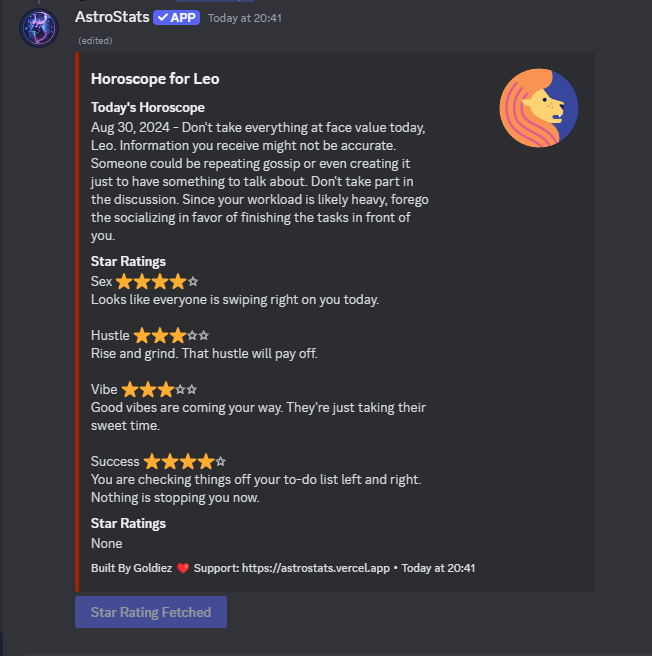 AstroStats ✓ APP Today at 20:41
(edited)
Horoscope for Leo
Today's Horoscope
Aug 30, 2024 - Don't take everything at face value today,
Leo. Information you receive might not be accurate.
Someone could be repeating gossip or even creating it
just to have something to talk about. Don't take part in
the discussion. Since your workload is likely heavy, forego
the socializing in favor of finishing the tasks in front of
you.
Star Ratings
Sex ⭐⭐⭐⭐☆
Looks like everyone is swiping right on you today.
Hustle ⭐⭐⭐☆☆
Rise and grind. That hustle will pay off.
Vibe ⭐⭐⭐☆☆
Good vibes are coming your way. They're just taking their
sweet time.
Success ⭐⭐⭐⭐☆
You are checking things off your to-do list left and right.
Nothing is stopping you now.
Star Ratings
None
Built By Goldiez ❤️ Support: https://astrostats.vercel.app • Today at 20:41
Star Rating Fetched